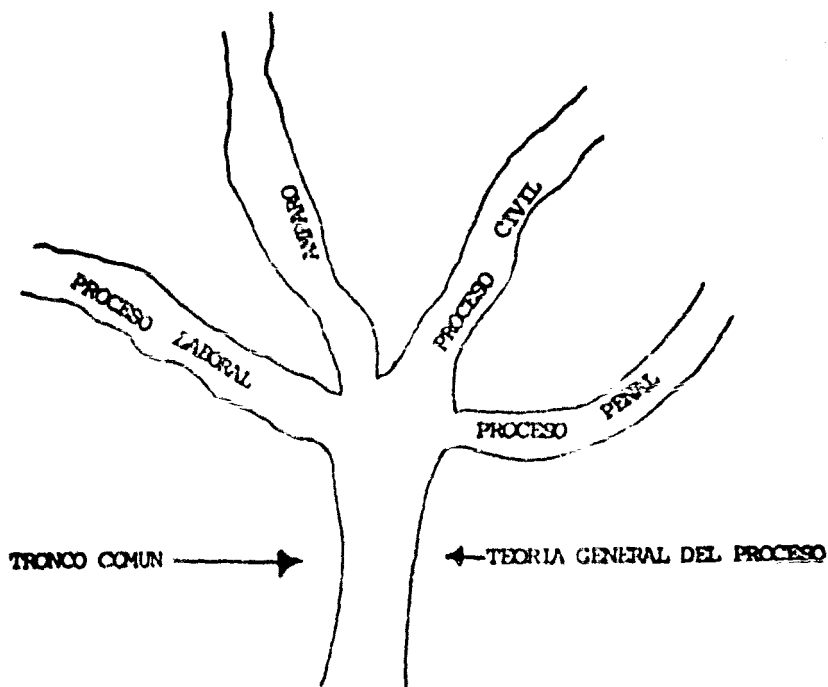 AMPARO
PROCESO CIVIL
PROCESO LABORAL
PROCESO PENAL
TRONCO COMUN
TEORIA GENERAL DEL PROCESO